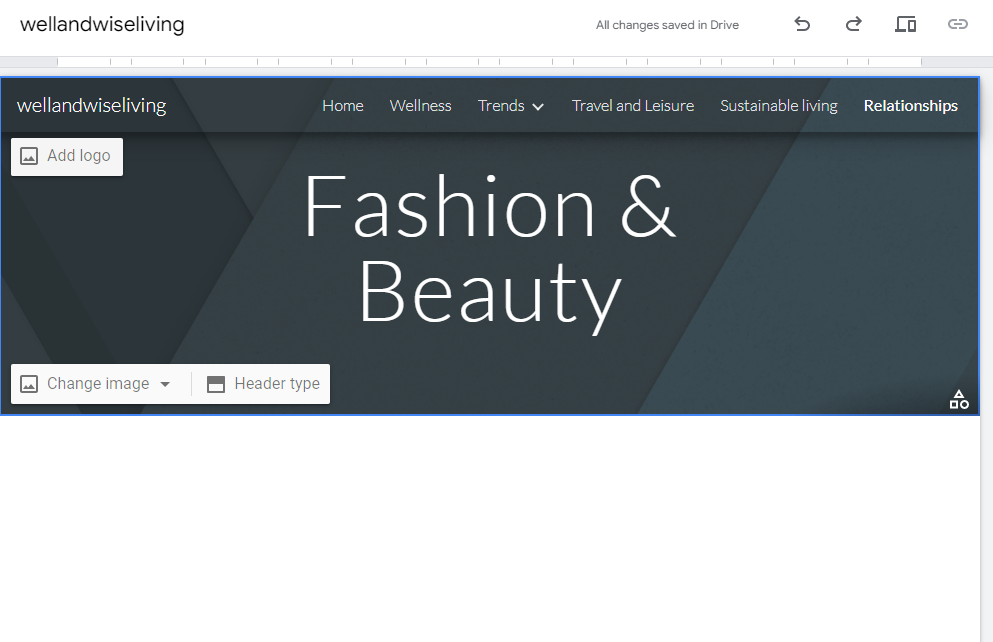 wellandwiseliving
All changes saved in Drive
wellandwiseliving Home Wellness Trends Travel and Leisure Sustainable living Relationships
Add logo
Fashion &
Beauty
Change image Header type